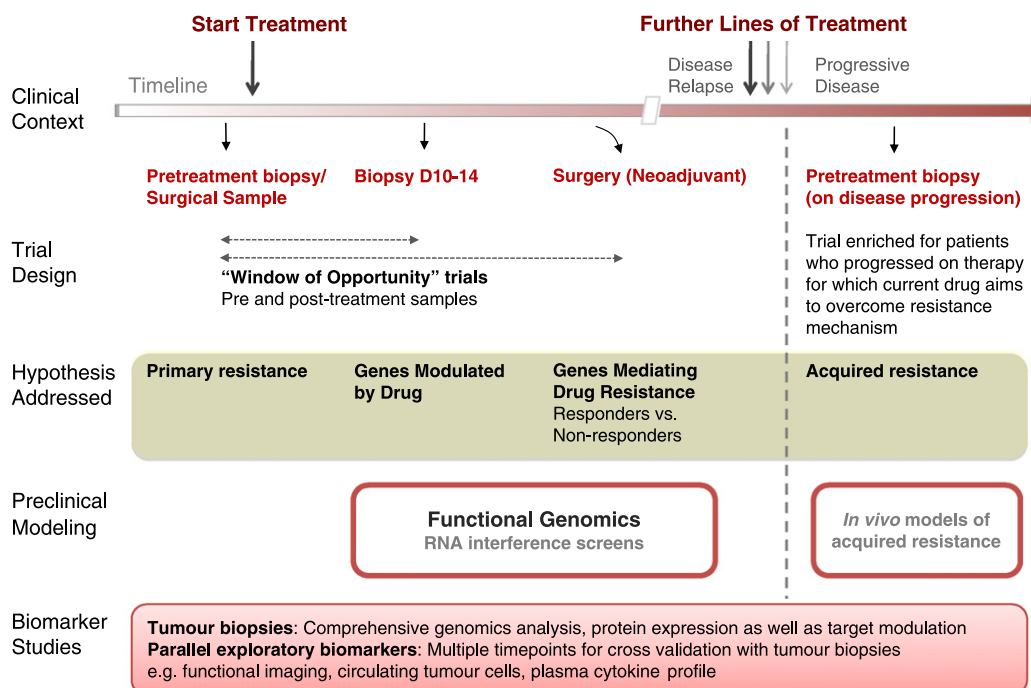 Start Treatment
Further Lines of Treatment
Clinical
Context
Timeline
Disease
Relapse
Progressive
Disease
Pretreatment biopsy/
Surgical Sample
Biopsy D10-14
Surgery (Neoadjuvant)
Pretreatment biopsy
(on disease progression)
Trial
Design
“Window of Opportunity” trials
Pre and post-treatment samples
Trial enriched for patients
who progressed on therapy
for which current drug aims
to overcome resistance
mechanism
Hypothesis
Addressed
Primary resistance
Genes Modulated
by Drug
Genes Mediating
Drug Resistance
Responders vs.
Non-responders
Acquired resistance
Preclinical
Modeling
Functional Genomics
RNA interference screens
In vivo models of
acquired resistance
Biomarker
Studies
Tumour biopsies: Comprehensive genomics analysis, protein expression as well as target modulation
Parallel exploratory biomarkers: Multiple timepoints for cross validation with tumour biopsies
e.g. functional imaging, circulating tumour cells, plasma cytokine profile